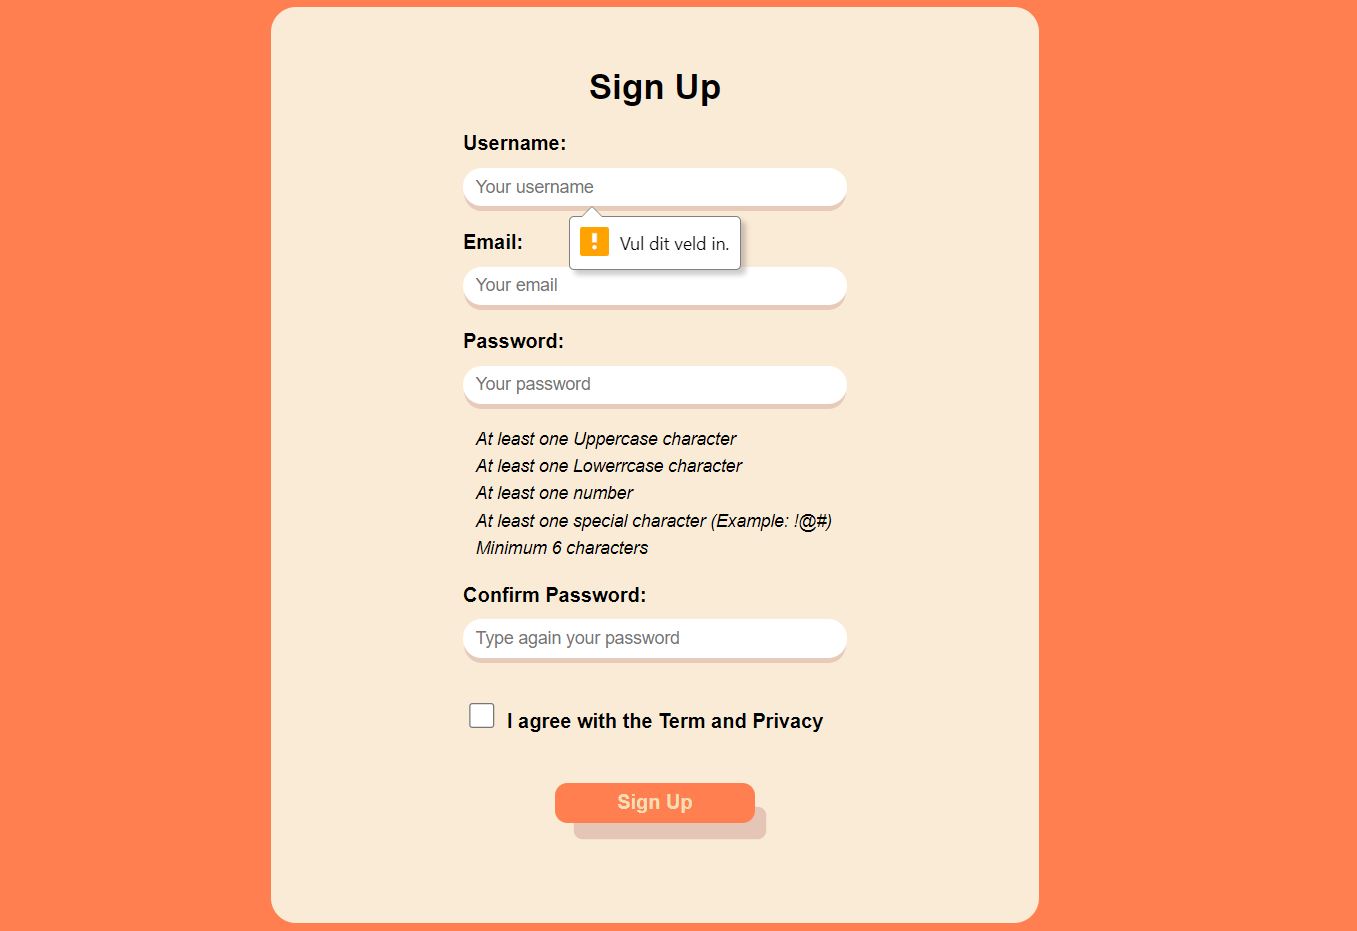 Sign Up
Username:
Your username
Vul dit veld in.
Email:
Your email
Password:
Your password
At least one Uppercase character
At least one Lowerrcase character
At least one number
At least one special character (Example: !@#)
Minimum 6 characters
Confirm Password:
Type again your password
I agree with the Term and Privacy
Sign Up